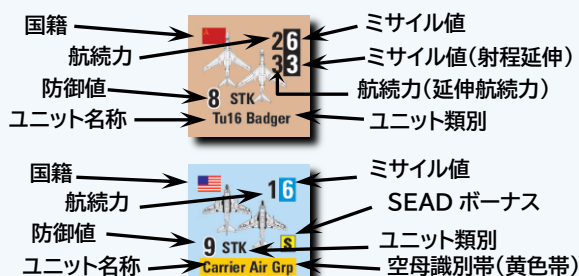 国籍
航続力
防御値
ユニット名称
2 6
3 3
8 STK
Tu16 Badger
ミサイル値
ミサイル値(射程延伸)
航続力(延伸航続力)
ユニット類別
国籍
航続力
防御値
ユニット名称
1 6
S
9 STK
Carrier Air Grp
ミサイル値
SEAD ボーナス
ユニット類別
空母識別帯(黄色帯)